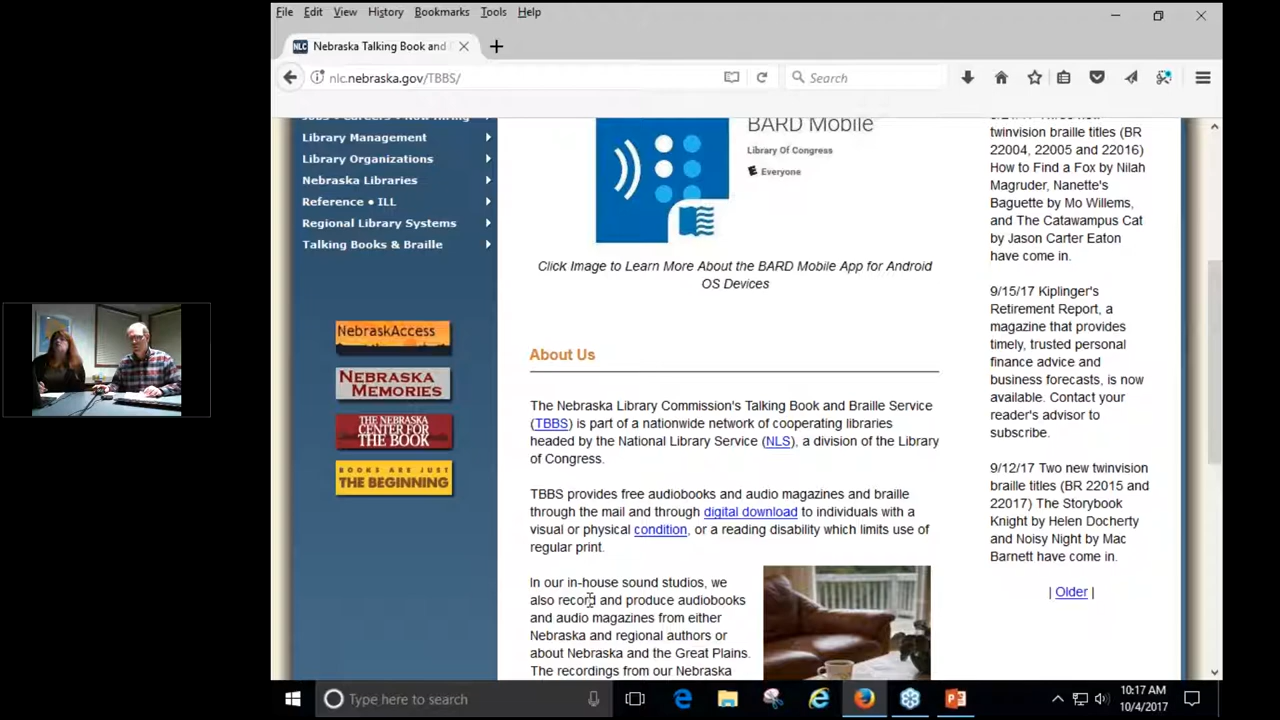 File Edit View History Bookmarks Tools Help
NLC Nebraska Talking Book and
nlc.nebraska.gov/TBBS/
Search
Jobs • Careers • Now Hiring
Library Management
Library Organizations
Nebraska Libraries
Reference • ILL
Regional Library Systems
Talking Books & Braille
NebraskAccess
NEBRASKA
MEMORIES
THE NEBRASKA
CENTER FOR
THE BOOK
BOOKS ARE JUST
THE BEGINNING
BARD Mobile
Library Of Congress
E Everyone
Click Image to Learn More About the BARD Mobile App for Android
OS Devices
About Us
The Nebraska Library Commission's Talking Book and Braille Service
(TBBS) is part of a nationwide network of cooperating libraries
headed by the National Library Service (NLS), a division of the Library
of Congress.
TBBS provides free audiobooks and audio magazines and braille
through the mail and through digital download to individuals with a
visual or physical condition, or a reading disability which limits use of
regular print.
In our in-house sound studios, we
also record and produce audiobooks
and audio magazines from either
Nebraska and regional authors or
about Nebraska and the Great Plains.
The recordings from our Nebraska
twinvision braille titles (BR
22004, 22005 and 22016)
How to Find a Fox by Nilah
Magruder, Nanette's
Baguette by Mo Willems,
and The Catawampus Cat
by Jason Carter Eaton
have come in.
9/15/17 Kiplinger's
Retirement Report, a
magazine that provides
timely, trusted personal
finance advice and
business forecasts, is now
available. Contact your
reader's advisor to
subscribe.
9/12/17 Two new twinvision
braille titles (BR 22015 and
22017) The Storybook
Knight by Helen Docherty
and Noisy Night by Mac
Barnett have come in.
| Older |
Type here to search
10:17 AM
10/4/2017